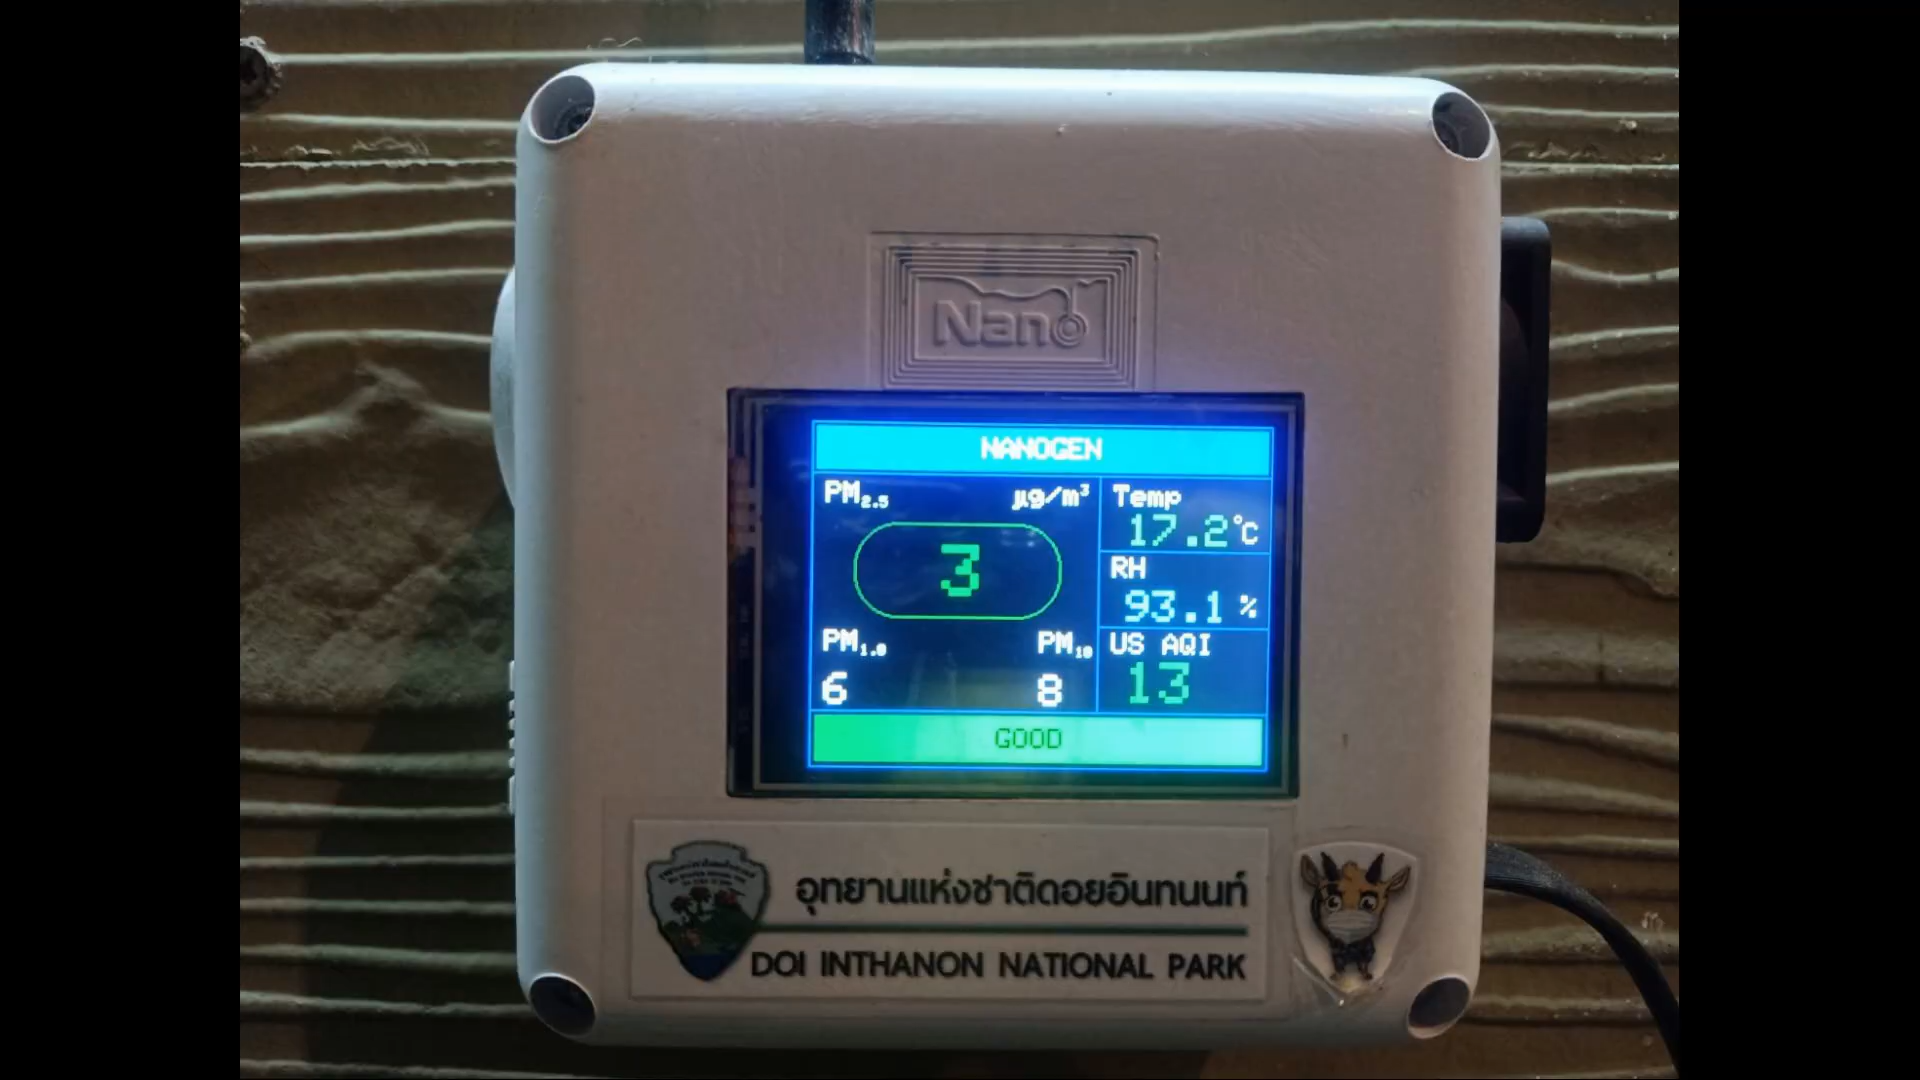 Nano
NANOGEN
PM2.5 µg/m³
3
PM1.0 PM10
6 8
Temp
17.2°C
RH
93.1 %
US AQI
13
GOOD
อุทยานแห่งชาติดอยอินทนนท์
DOI INTHANON NATIONAL PARK